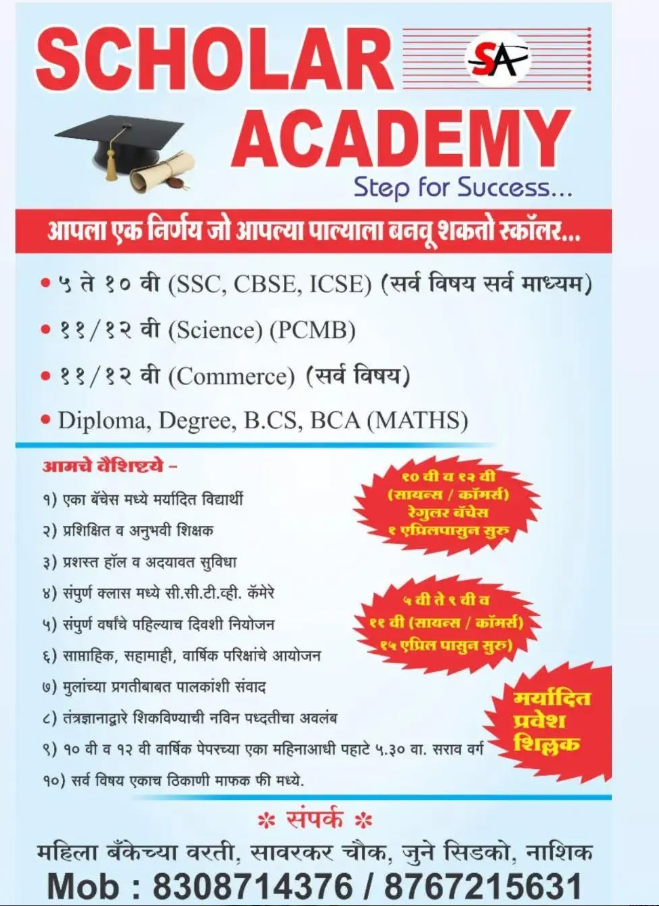 SCHOLAR
SA
ACADEMY
Step for Success...
आपला एक निर्णय जो आपल्या पाल्याला बनवू शकतो स्कॉलर...
• ५ ते १० वी (SSC, CBSE, ICSE) (सर्व विषय सर्व माध्यम)
• ११/१२ वी (Science) (PCMB)
• ११/१२ वी (Commerce) (सर्व विषय)
• Diploma, Degree, B.CS, BCA (MATHS)
आमचे वैशिष्टये -
१) एका बॅचेस मध्ये मर्यादित विद्यार्थी
२) प्रशिक्षित व अनुभवी शिक्षक
३) प्रशस्त हॉल व अदयावत सुविधा
४) संपुर्ण क्लास मध्ये सी.सी.टी.व्ही. कॅमेरे
५) संपुर्ण वर्षाचे पहिल्याच दिवशी नियोजन
६) साप्ताहिक, सहामाही, वार्षिक परिक्षांचे आयोजन
७) मुलांच्या प्रगतीबाबत पालकांशी संवाद
८) तंत्रज्ञानाद्वारे शिकविण्याची नविन पध्दतीचा अवलंब
९) १० वी व १२ वी वार्षिक पेपरच्या एका महिनाआधी पहाटे ५.३० वा. सराव वर्ग
१०) सर्व विषय एकाच ठिकाणी माफक फी मध्ये.
१० वी व १२ वी
(सायन्स / कॉमर्स)
रेगुलर बॅचेस
१ एप्रिलपासुन सुरु
५ वी ते ९ वी व
११ वी (सायन्स / कॉमर्स)
१५ एप्रिल पासुन सुरु)
मर्यादित
प्रवेश
शिल्लक
* संपर्क *
महिला बँकेच्या वरती, सावरकर चौक, जुने सिडको, नाशिक
Mob : 8308714376 / 8767215631